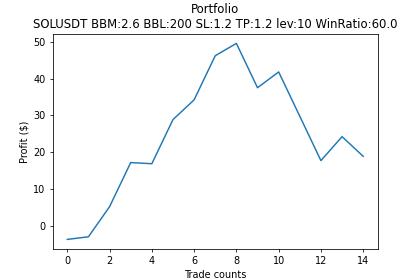 Portfolio
SOLUSDT BBM:2.6 BBL:200 SL:1.2 TP:1.2 lev:10 WinRatio:60.0
50
40
30
20
10
0
Profit ($)
0 2 4 6 8 10 12 14
Trade counts